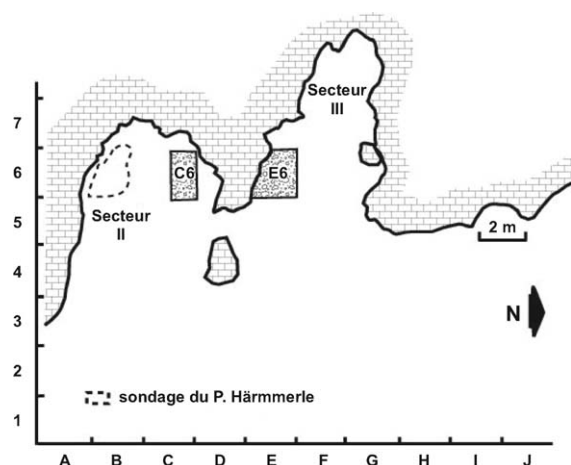 7
Secteur
III
6
C6
E6
Secteur
II
5
2 m
4
N
3
2
sondage du P. Härmmerle
1
A B C D E F G H I J